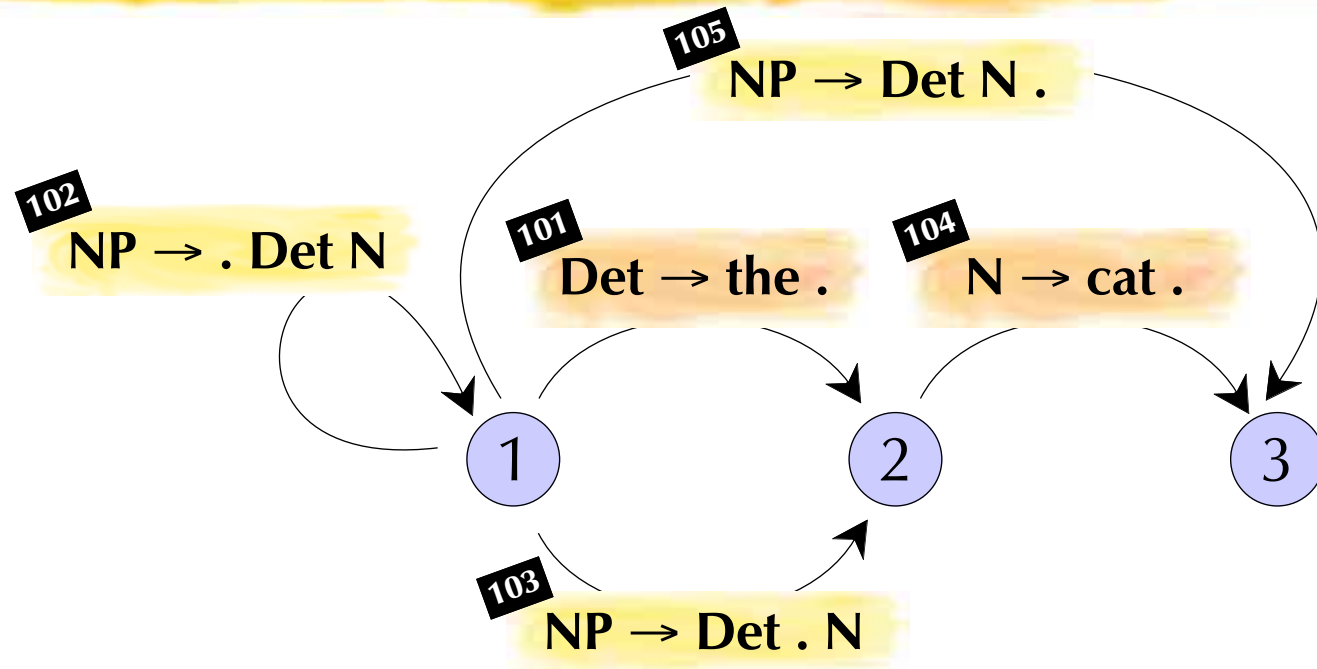 105
NP → Det N .
102
NP → . Det N
101
Det → the .
104
N → cat .
1
2
3
103
NP → Det . N